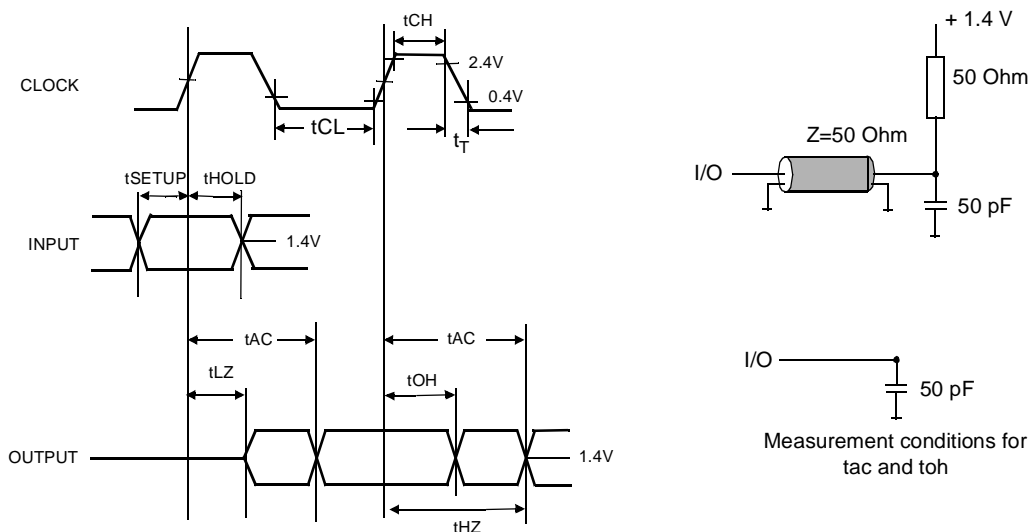 tCH
CLOCK
2.4V
0.4V
tCL
tT
tSETUP
tHOLD
INPUT
1.4V
tAC
tAC
tLZ
tOH
OUTPUT
1.4V
tHZ
+ 1.4 V
50 Ohm
Z=50 Ohm
I/O
50 pF
I/O
50 pF
Measurement conditions for
tac and toh